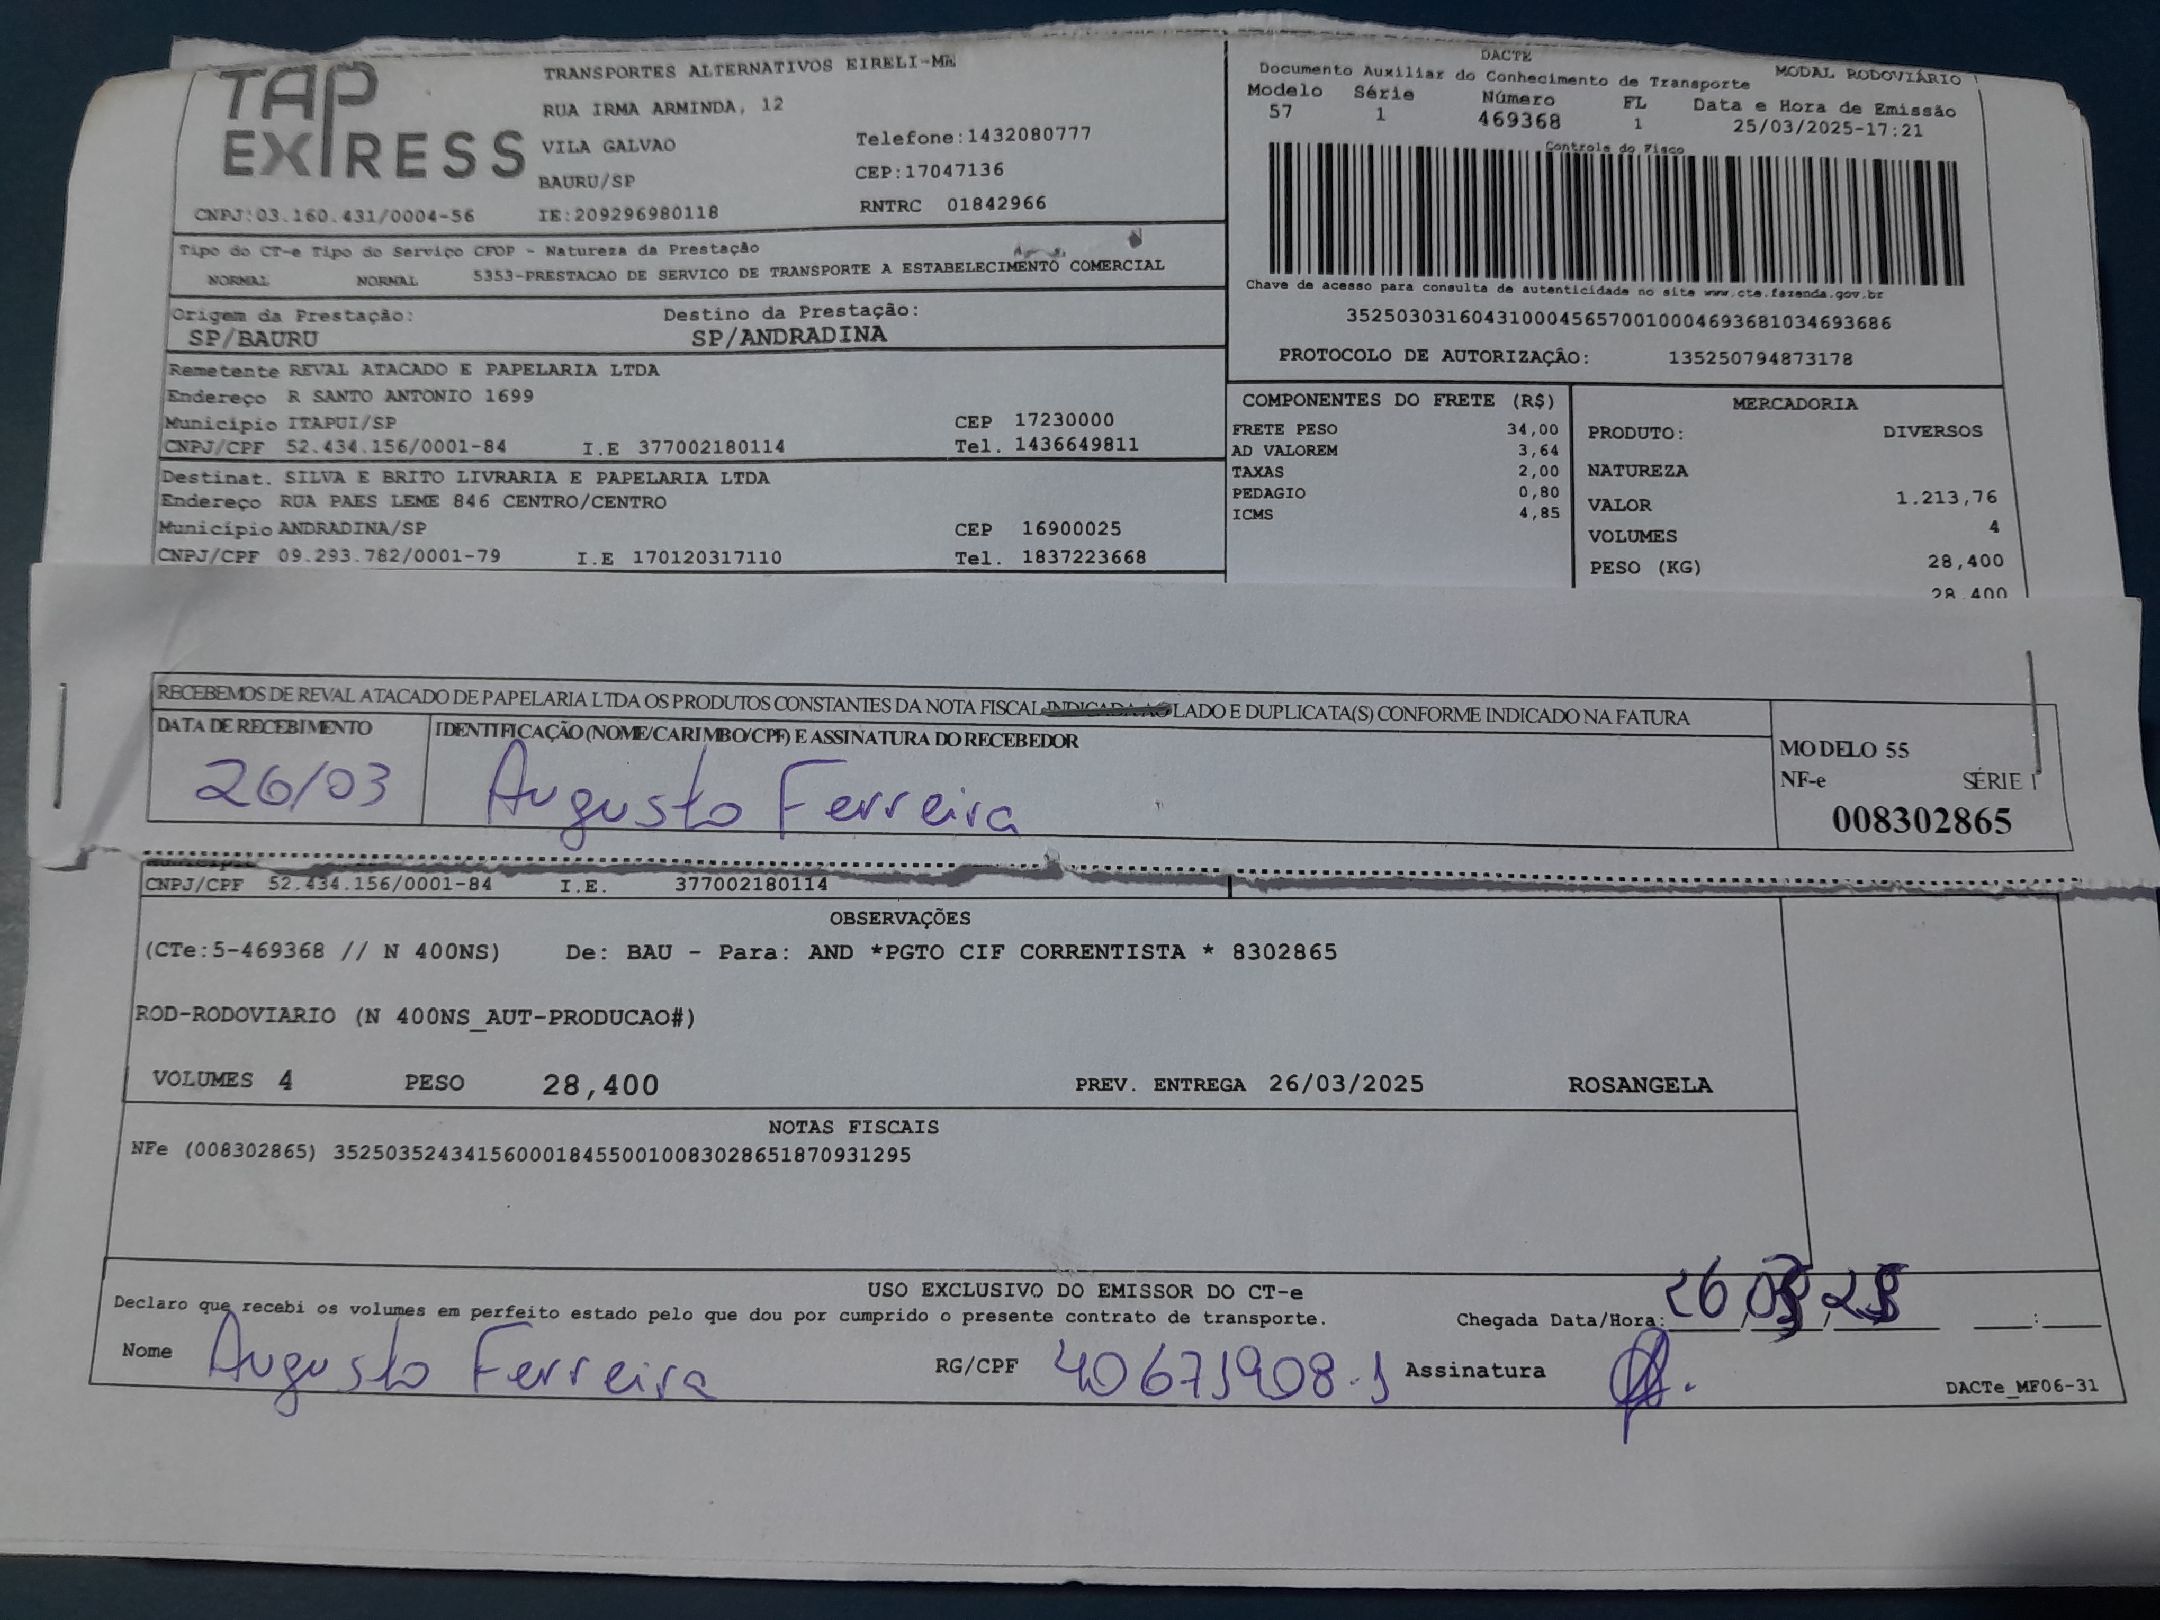 TAP EXPRESS
TRANSPORTES ALTERNATIVOS EIRELI-ME
RUA IRMA ARMINDA, 12
VILA GALVAO Telefone:1432080777
BAURU/SP CEP:17047136
CNPJ:03.160.431/0004-56 IE:209296980118 RNTRC 01842966
DACTE
Documento Auxiliar do Conhecimento de Transporte MODAL RODOVIÁRIO
Modelo Série Número FL Data e Hora de Emissão
57 1 469368 1 25/03/2025-17:21
Controle do Fisco
Chave de acesso para consulta de autenticidade no site www.cte.fazenda.gov.br
35250303160431000456570010004693681034693686
PROTOCOLO DE AUTORIZAÇÃO: 135250794873178
Tipo do CT-e Tipo do Serviço CFOP - Natureza da Prestação
NORMAL NORMAL 5353-PRESTACAO DE SERVICO DE TRANSPORTE A ESTABELECIMENTO COMERCIAL
Origem da Prestação: Destino da Prestação:
SP/BAURU SP/ANDRADINA
Remetente REVAL ATACADO E PAPELARIA LTDA
Endereço R SANTO ANTONIO 1699
Município ITAPUI/SP CEP 17230000
CNPJ/CPF 52.434.156/0001-84 I.E 377002180114 Tel. 1436649811
Destinat. SILVA E BRITO LIVRARIA E PAPELARIA LTDA
Endereço RUA PAES LEME 846 CENTRO/CENTRO
Município ANDRADINA/SP CEP 16900025
CNPJ/CPF 09.293.782/0001-79 I.E 170120317110 Tel. 1837223668
COMPONENTES DO FRETE (R$)
FRETE PESO 34,00
AD VALOREM 3,64
TAXAS 2,00
PEDAGIO 0,80
ICMS 4,85
MERCADORIA
PRODUTO: DIVERSOS
NATUREZA
VALOR 1.213,76
VOLUMES 4
PESO (KG) 28,400
28,400
RECEBEMOS DE REVAL ATACADO DE PAPELARIA LTDA OS PRODUTOS CONSTANTES DA NOTA FISCAL INDICADA AO LADO E DUPLICATA(S) CONFORME INDICADO NA FATURA
DATA DE RECEBIMENTO IDENTIFICAÇÃO (NOME/CARIMBO/CPF) E ASSINATURA DO RECEBEDOR
26/03 Augusto Ferreira
MODELO 55
NF-e SÉRIE 1
008302865
Município
CNPJ/CPF 52.434.156/0001-84 I.E. 377002180114
OBSERVAÇÕES
(CTe:5-469368 // N 400NS) De: BAU - Para: AND *PGTO CIF CORRENTISTA * 8302865
ROD-RODOVIARIO (N 400NS_AUT-PRODUCAO#)
VOLUMES 4 PESO 28,400 PREV. ENTREGA 26/03/2025 ROSANGELA
NOTAS FISCAIS
NFe (008302865) 35250352434156000184550010083028651870931295
USO EXCLUSIVO DO EMISSOR DO CT-e
Declaro que recebi os volumes em perfeito estado pelo que dou por cumprido o presente contrato de transporte. Chegada Data/Hora: 26/03/25 :
Nome Augusto Ferreira RG/CPF 40671908-1 Assinatura
DACTe_MF06-31